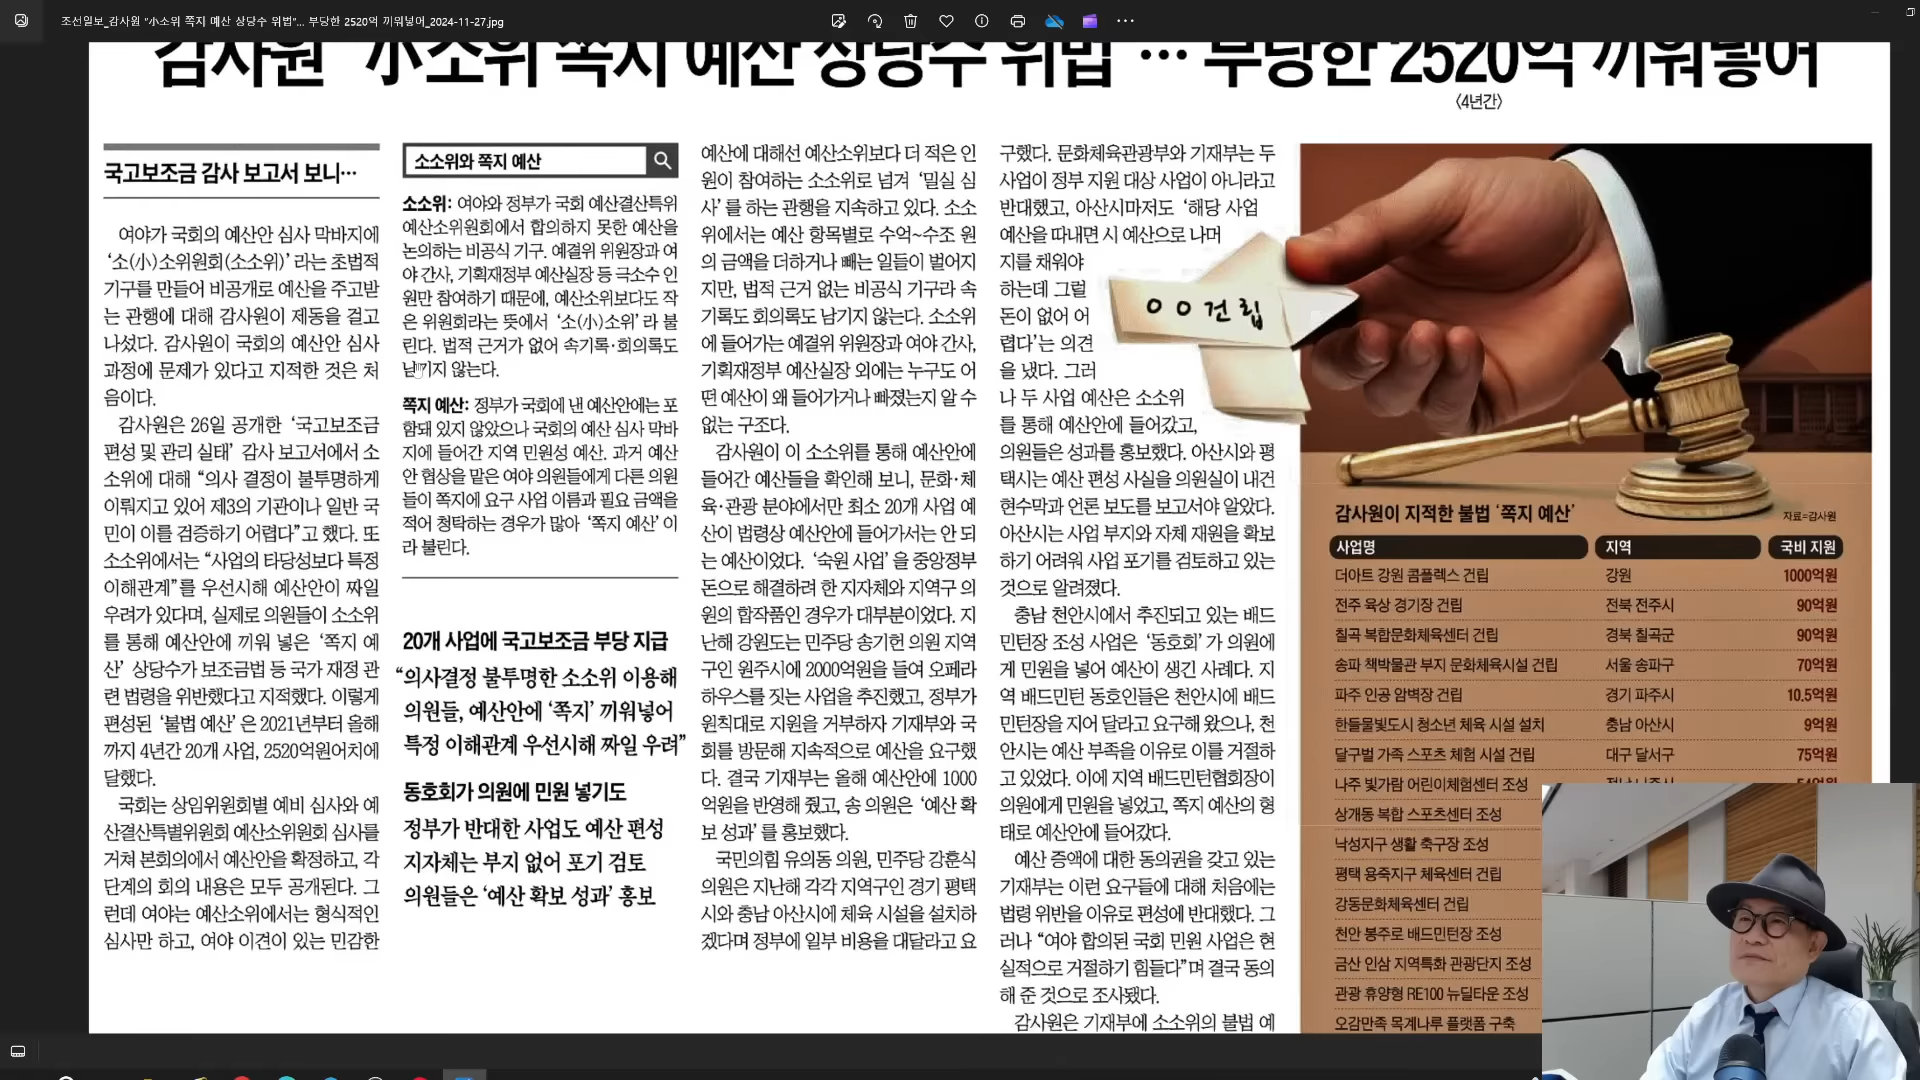 조선일보_감사원 "小소위 쪽지 예산 상당수 위법"... 부당한 2520억 끼워넣어_2024-11-27.jpg
감사원 “小소위 쪽지 예산 상당수 위법”… 부당한 2520억 끼워넣어
〈4년간〉
국고보조금 감사 보고서 보니…
여야가 국회의 예산안 심사 막바지에
‘소(小)소위원회(소소위)’라는 초법적
기구를 만들어 비공개로 예산을 주고받
는 관행에 대해 감사원이 제동을 걸고
나섰다. 감사원이 국회의 예산안 심사
과정에 문제가 있다고 지적한 것은 처
음이다.
감사원은 26일 공개한 ‘국고보조금
편성 및 관리 실태’ 감사 보고서에서 소
소위에 대해 “의사 결정이 불투명하게
이뤄지고 있어 제3의 기관이나 일반 국
민이 이를 검증하기 어렵다”고 했다. 또
소소위에서는 “사업의 타당성보다 특정
이해관계”를 우선시해 예산안이 짜일
우려가 있다며, 실제로 의원들이 소소위
를 통해 예산안에 끼워 넣은 ‘쪽지 예
산’ 상당수가 보조금법 등 국가 재정 관
련 법령을 위반했다고 지적했다. 이렇게
편성된 ‘불법 예산’은 2021년부터 올해
까지 4년간 20개 사업, 2520억원어치에
달했다.
국회는 상임위원회별 예비 심사와 예
산결산특별위원회 예산소위원회 심사를
거쳐 본회의에서 예산안을 확정하고, 각
단계의 회의 내용은 모두 공개된다. 그
런데 여야는 예산소위에서는 형식적인
심사만 하고, 여야 이견이 있는 민감한
소소위와 쪽지 예산
소소위: 여야와 정부가 국회 예산결산특위
예산소위원회에서 합의하지 못한 예산을
논의하는 비공식 기구. 예결위 위원장과 여
야 간사, 기획재정부 예산실장 등 극소수 인
원만 참여하기 때문에, 예산소위보다도 작
은 위원회라는 뜻에서 ‘소(小)소위’라 불
린다. 법적 근거가 없어 속기록·회의록도
남기지 않는다.
쪽지 예산: 정부가 국회에 낸 예산안에는 포
함돼 있지 않았으나 국회의 예산 심사 막바
지에 들어간 지역 민원성 예산. 과거 예산
안 협상을 맡은 여야 의원들에게 다른 의원
들이 쪽지에 요구 사업 이름과 필요 금액을
적어 청탁하는 경우가 많아 ‘쪽지 예산’이
라 불린다.
20개 사업에 국고보조금 부당 지급
“의사결정 불투명한 소소위 이용해
의원들, 예산안에 ‘쪽지’ 끼워넣어
특정 이해관계 우선시해 짜일 우려”
동호회가 의원에 민원 넣기도
정부가 반대한 사업도 예산 편성
지자체는 부지 없어 포기 검토
의원들은 ‘예산 확보 성과’ 홍보
예산에 대해선 예산소위보다 더 적은 인
원이 참여하는 소소위로 넘겨 ‘밀실 심
사’를 하는 관행을 지속하고 있다. 소소
위에서는 예산 항목별로 수억~수조 원
의 금액을 더하거나 빼는 일들이 벌어지
지만, 법적 근거 없는 비공식 기구라 속
기록도 회의록도 남기지 않는다. 소소위
에 들어가는 예결위 위원장과 여야 간사,
기획재정부 예산실장 외에는 누구도 어
떤 예산이 왜 들어가거나 빠졌는지 알 수
없는 구조다.
감사원이 이 소소위를 통해 예산안에
들어간 예산들을 확인해 보니, 문화·체
육·관광 분야에서만 최소 20개 사업 예
산이 법령상 예산안에 들어가서는 안 되
는 예산이었다. ‘숙원 사업’을 중앙정부
돈으로 해결하려 한 지자체와 지역구 의
원의 합작품인 경우가 대부분이었다. 지
난해 강원도는 민주당 송기헌 의원 지역
구인 원주시에 2000억원을 들여 오페라
하우스를 짓는 사업을 추진했고, 정부가
원칙대로 지원을 거부하자 기재부와 국
회를 방문해 지속적으로 예산을 요구했
다. 결국 기재부는 올해 예산안에 1000
억원을 반영해 줬고, 송 의원은 ‘예산 확
보 성과’를 홍보했다.
국민의힘 유의동 의원, 민주당 강훈식
의원은 지난해 각각 지역구인 경기 평택
시와 충남 아산시에 체육 시설을 설치하
겠다며 정부에 일부 비용을 대달라고 요
구했다. 문화체육관광부와 기재부는 두
사업이 정부 지원 대상 사업이 아니라고
반대했고, 아산시마저도 ‘해당 사업
예산을 따내면 시 예산으로 나머
지를 채워야
하는데 그럴
돈이 없어 어
렵다’는 의견
을 냈다. 그러
나 두 사업 예산은 소소위
를 통해 예산안에 들어갔고,
의원들은 성과를 홍보했다. 아산시와 평
택시는 예산 편성 사실을 의원실이 내건
현수막과 언론 보도를 보고서야 알았다.
아산시는 사업 부지와 자체 재원을 확보
하기 어려워 사업 포기를 검토하고 있는
것으로 알려졌다.
충남 천안시에서 추진되고 있는 배드
민턴장 조성 사업은 ‘동호회’가 의원에
게 민원을 넣어 예산이 생긴 사례다. 지
역 배드민턴 동호인들은 천안시에 배드
민턴장을 지어 달라고 요구해 왔으나, 천
안시는 예산 부족을 이유로 이를 거절하
고 있었다. 이에 지역 배드민턴협회장이
의원에게 민원을 넣었고, 쪽지 예산의 형
태로 예산안에 들어갔다.
예산 증액에 대한 동의권을 갖고 있는
기재부는 이런 요구들에 대해 처음에는
법령 위반을 이유로 편성에 반대했다. 그
러나 “여야 합의된 국회 민원 사업은 현
실적으로 거절하기 힘들다”며 결국 동의
해 준 것으로 조사됐다.
감사원은 기재부에 소소위의 불법 예
ㅇㅇ건립
감사원이 지적한 불법 ‘쪽지 예산’
자료=감사원
사업명 지역 국비 지원
더아트 강원 콤플렉스 건립 강원 1000억원
전주 육상 경기장 건립 전북 전주시 90억원
칠곡 복합문화체육센터 건립 경북 칠곡군 90억원
송파 책박물관 부지 문화체육시설 건립 서울 송파구 70억원
파주 인공 암벽장 건립 경기 파주시 10.5억원
한들물빛도시 청소년 체육 시설 설치 충남 아산시 9억원
달구벌 가족 스포츠 체험 시설 건립 대구 달서구 75억원
나주 빛가람 어린이체험센터 조성
상개동 복합 스포츠센터 조성
낙성지구 생활 축구장 조성
평택 용죽지구 체육센터 건립
강동문화체육센터 건립
천안 봉주로 배드민턴장 조성
금산 인삼 지역특화 관광단지 조성
관광 휴양형 RE100 뉴딜타운 조성
오감만족 목계나루 플랫폼 구축